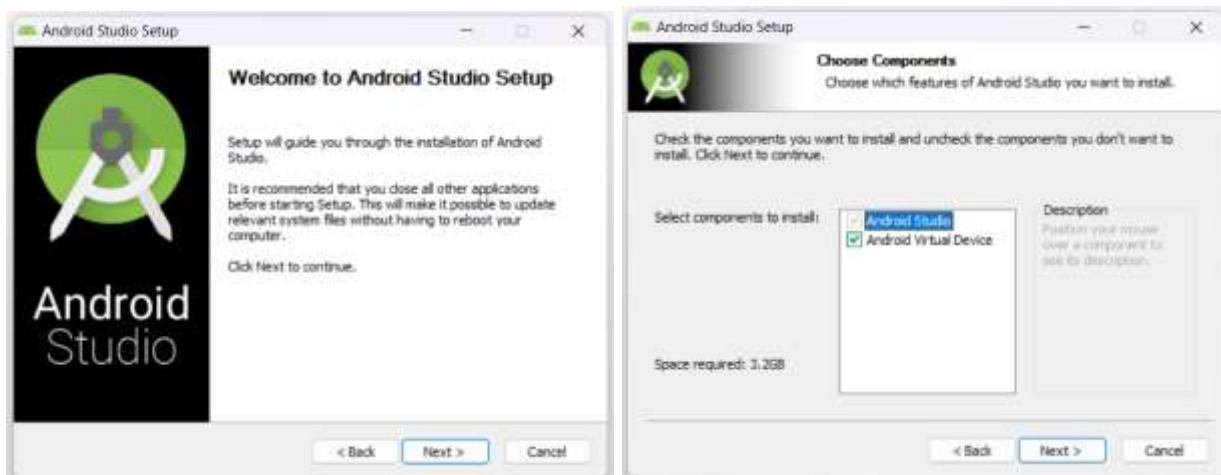 Android Studio Setup
Welcome to Android Studio Setup
Setup will guide you through the installation of Android
Studio.
It is recommended that you close all other applications
before starting Setup. This will make it possible to update
relevant system files without having to reboot your
computer.
Click Next to continue.
Android
Studio
< Back
Next >
Cancel
Android Studio Setup
Choose Components
Choose which features of Android Studio you want to install.
Check the components you want to install and uncheck the components you don't want to
install. Click Next to continue.
Select components to install:
Android Studio
Android Virtual Device
Description
Position your mouse
over a component to
see its description.
Space required: 3.2GB
< Back
Next >
Cancel